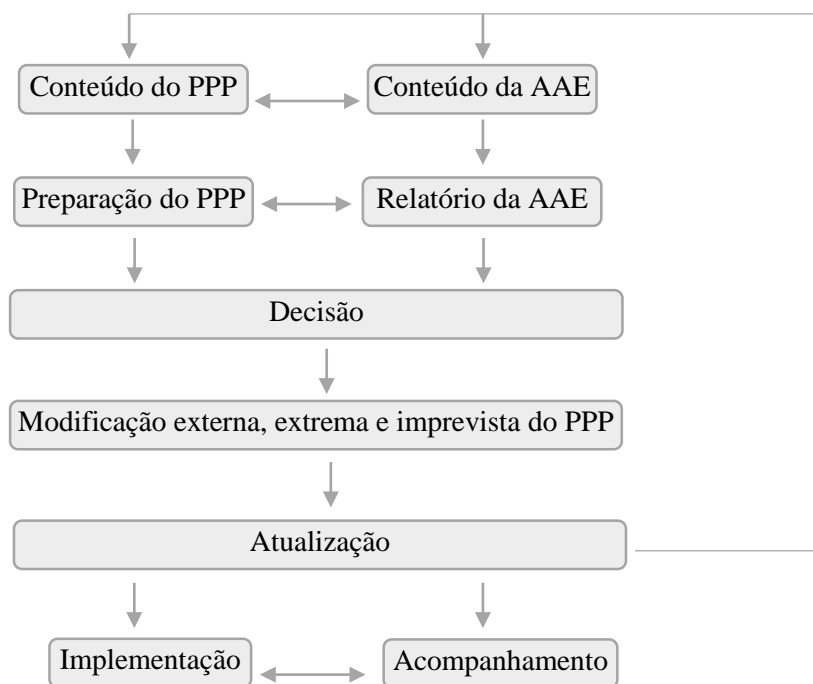 Conteúdo do PPP
Conteúdo da AAE
Preparação do PPP
Relatório da AAE
Decisão
Modificação externa, extrema e imprevista do PPP
Atualização
Implementação
Acompanhamento